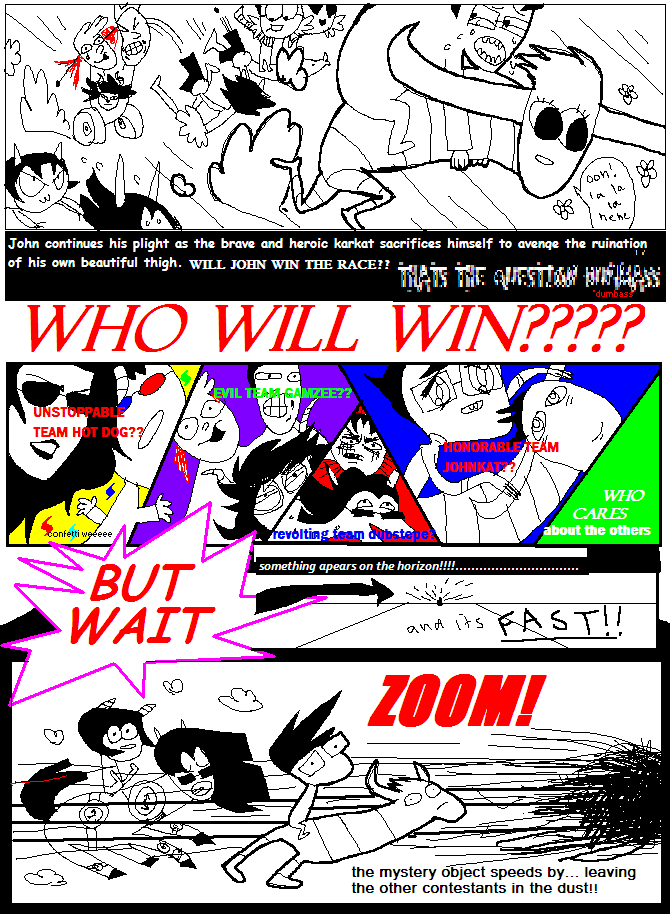 ooh!
la la
la
hehe
John continues his plight as the brave and heroic karkat sacrifices himself to avenge the ruination
of his own beautiful thigh. WILL JOHN WIN THE RACE?? THATS THE QUESTION DUMBASS
"dumbass"
WHO WILL WIN?????
UNSTOPPABLE
TEAM HOT DOG??
EVIL TEAM GAMZEE??
HONORABLE TEAM
JOHNKAT??
WHO
CARES
about the others
confetti weeeee
revolting team dubstepe?
BUT
WAIT
something apears on the horizon!!!!................................
and its FAST!!
ZOOM!
the mystery object speeds by... leaving
the other contestants in the dust!!